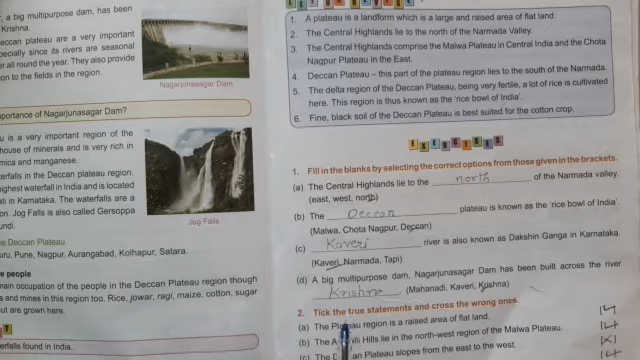 , a big multipurpose dam, has been
Krishna.
eccan plateau are a very important
pecially since its rivers are seasonal
er all round the year. They also provide
on to the fields in the region.
Nagarjunasagar Dam
mportance of Nagarjunasagar Dam?
u is a very important region of the
house of minerals and is very rich in
mica and manganese.
terfalls in the Deccan plateau region.
ighest waterfall in India and is located
ati in Karnataka. The waterfalls are a
on. Jog Falls is also called Gersoppa
undi.
Jog Falls
he Deccan Plateau
uru, Pune, Nagpur, Aurangabad, Kolhapur, Satara.
e people
main occupation of the people in the Deccan Plateau region though
s and mines in this region too. Rice, jowar, ragi, maize, cotton, sugar
ut are grown here.
erfalls found in India.
1. A plateau is a landform which is a large and raised area of flat land.
2. The Central Highlands lie to the north of the Narmada Valley.
3. The Central Highlands comprise the Malwa Plateau in Central India and the Chota
Nagpur Plateau in the East.
4. Deccan Plateau – this part of the plateau region lies to the south of the Narmada.
5. The delta region of the Deccan Plateau, being very fertile, a lot of rice is cultivated
here. This region is thus known as the 'rice bowl of India'.
6. Fine, black soil of the Deccan Plateau is best suited for the cotton crop.
EXERCISES
1. Fill in the blanks by selecting the correct options from those given in the brackets.
(a) The Central Highlands lie to the north of the Narmada valley.
(east, west, north)
(b) The Deccan plateau is known as the 'rice bowl of India'.
(Malwa, Chota Nagpur, Deccan)
(c) Kaveri river is also known as Dakshin Ganga in Karnataka.
(Kaveri, Narmada, Tapi)
(d) A big multipurpose dam, Nagarjunasagar Dam has been built across the river
Krishna (Mahanadi, Kaveri, Krishna)
2. Tick the true statements and cross the wrong ones.
(a) The Plateau region is a raised area of flat land.
(b) The A lli Hills lie in the north-west region of the Malwa Plateau.
(c) The D an Plateau slopes from the east to the west.